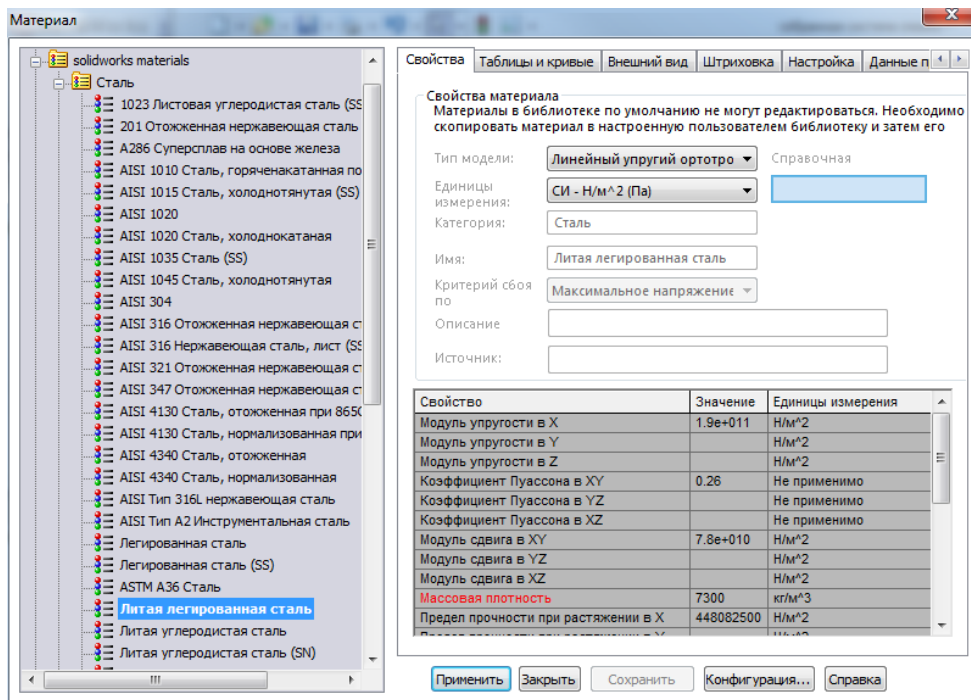 Материал
solidworks materials
Сталь
1023 Листовая углеродистая сталь (SS
201 Отожженная нержавеющая сталь
A286 Суперсплав на основе железа
AISI 1010 Сталь, горяченакатанная по
AISI 1015 Сталь, холоднотянутая (SS)
AISI 1020
AISI 1020 Сталь, холоднокатаная
AISI 1035 Сталь (SS)
AISI 1045 Сталь, холоднотянутая
AISI 304
AISI 316 Отожженная нержавеющая ст
AISI 316 Нержавеющая сталь, лист (SS
AISI 321 Отожженная нержавеющая ст
AISI 347 Отожженная нержавеющая ст
AISI 4130 Сталь, отожженная при 865C
AISI 4130 Сталь, нормализованная при
AISI 4340 Сталь, отожженная
AISI 4340 Сталь, нормализованная
AISI Тип 316L нержавеющая сталь
AISI Тип A2 Инструментальная сталь
Легированная сталь
Легированная сталь (SS)
ASTM A36 Сталь
Литая легированная сталь
Литая углеродистая сталь
Литая углеродистая сталь (SN)
Свойства Таблицы и кривые Внешний вид Штриховка Настройка Данные п
Свойства материала
Материалы в библиотеке по умолчанию не могут редактироваться. Необходимо
скопировать материал в настроенную пользователем библиотеку и затем его
Тип модели: Линейный упругий ортотро Справочная
Единицы измерения: СИ - Н/м^2 (Па)
Категория: Сталь
Имя: Литая легированная сталь
Критерий сбоя по Максимальное напряжение
Описание
Источник:
Свойство Значение Единицы измерения
Модуль упругости в X 1.9e+011 Н/м^2
Модуль упругости в Y Н/м^2
Модуль упругости в Z Н/м^2
Коэффициент Пуассона в XY 0.26 Не применимо
Коэффициент Пуассона в YZ Не применимо
Коэффициент Пуассона в XZ Не применимо
Модуль сдвига в XY 7.8e+010 Н/м^2
Модуль сдвига в YZ Н/м^2
Модуль сдвига в XZ Н/м^2
Массовая плотность 7300 кг/м^3
Предел прочности при растяжении в X 448082500 Н/м^2
Применить Закрыть Сохранить Конфигурация... Справка